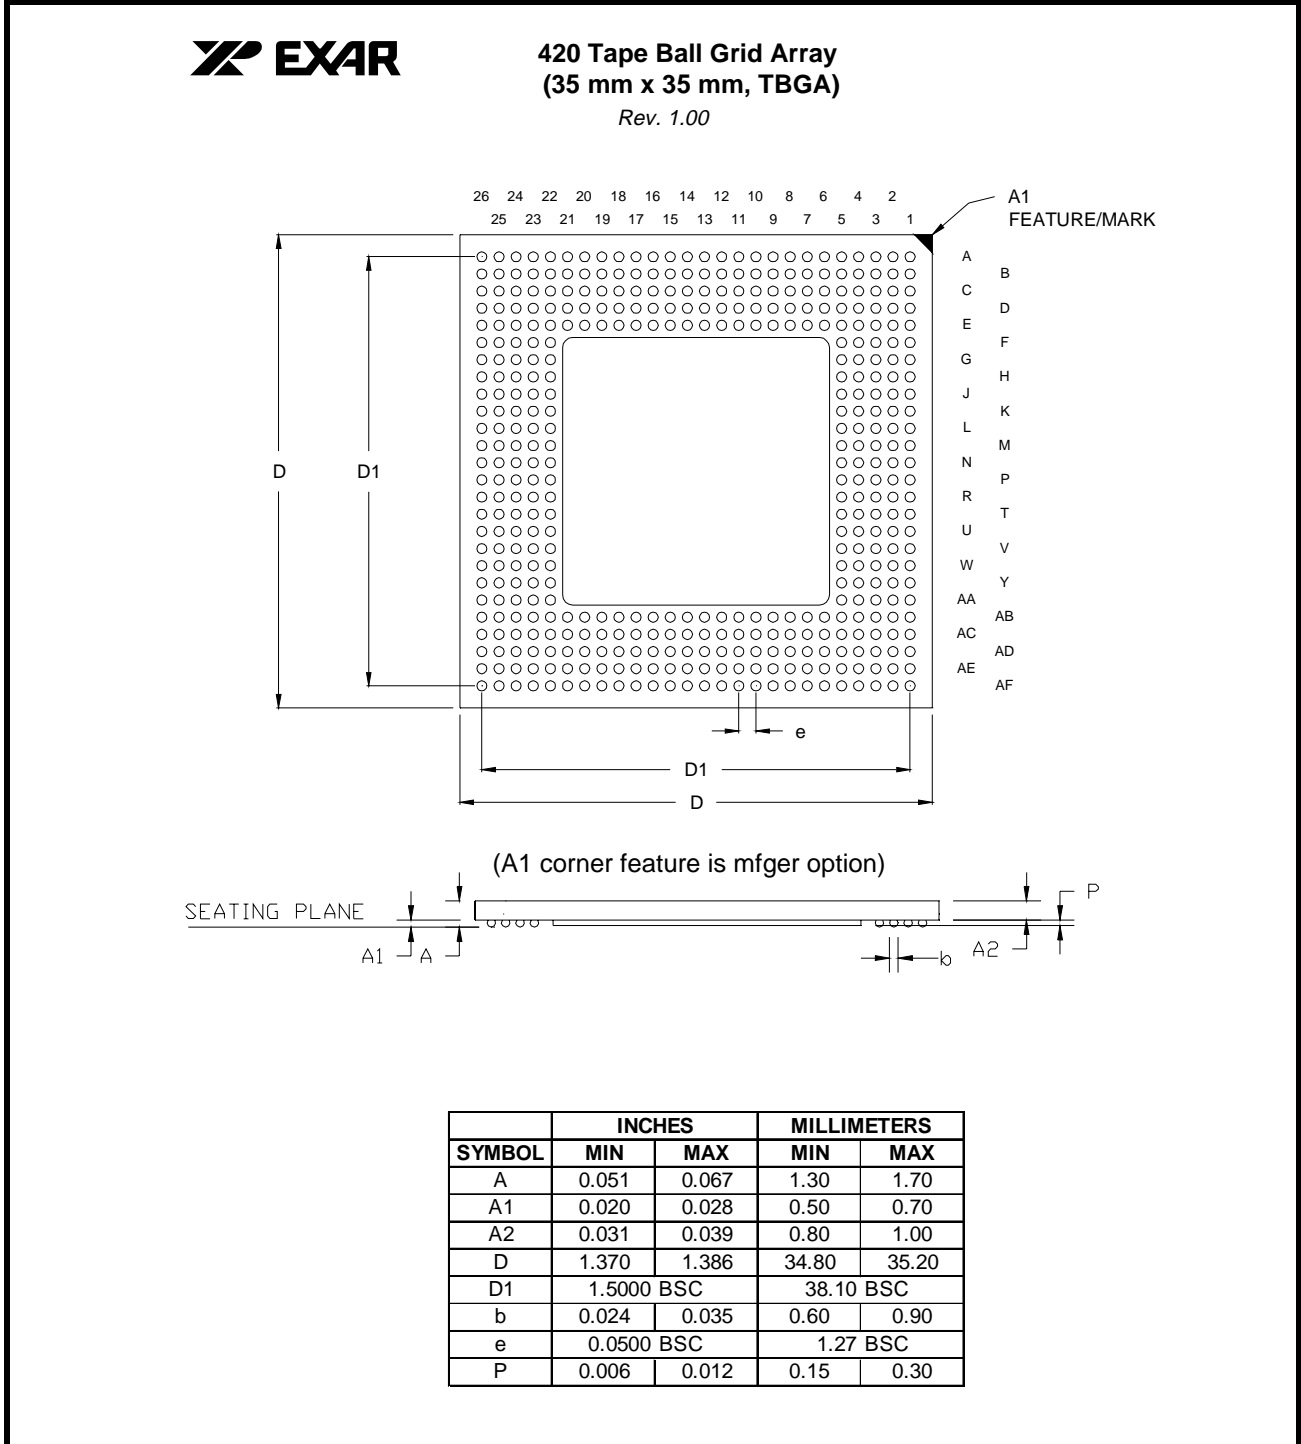 EXAR
420 Tape Ball Grid Array
(35 mm x 35 mm, TBGA)
Rev. 1.00
26 24 22 20 18 16 14 12 10 8 6 4 2
25 23 21 19 17 15 13 11 9 7 5 3 1
A1
FEATURE/MARK
A
B
C
D
E
F
G
H
J
K
L
M
N
P
R
T
U
V
W
Y
AA
AB
AC
AD
AE
AF
D
D1
e
D1
D
(A1 corner feature is mfger option)
SEATING PLANE
P
A1 A
b
A2
INCHES MILLIMETERS
SYMBOL MIN MAX MIN MAX
A 0.051 0.067 1.30 1.70
A1 0.020 0.028 0.50 0.70
A2 0.031 0.039 0.80 1.00
D 1.370 1.386 34.80 35.20
D1 1.5000 BSC 38.10 BSC
b 0.024 0.035 0.60 0.90
e 0.0500 BSC 1.27 BSC
P 0.006 0.012 0.15 0.30